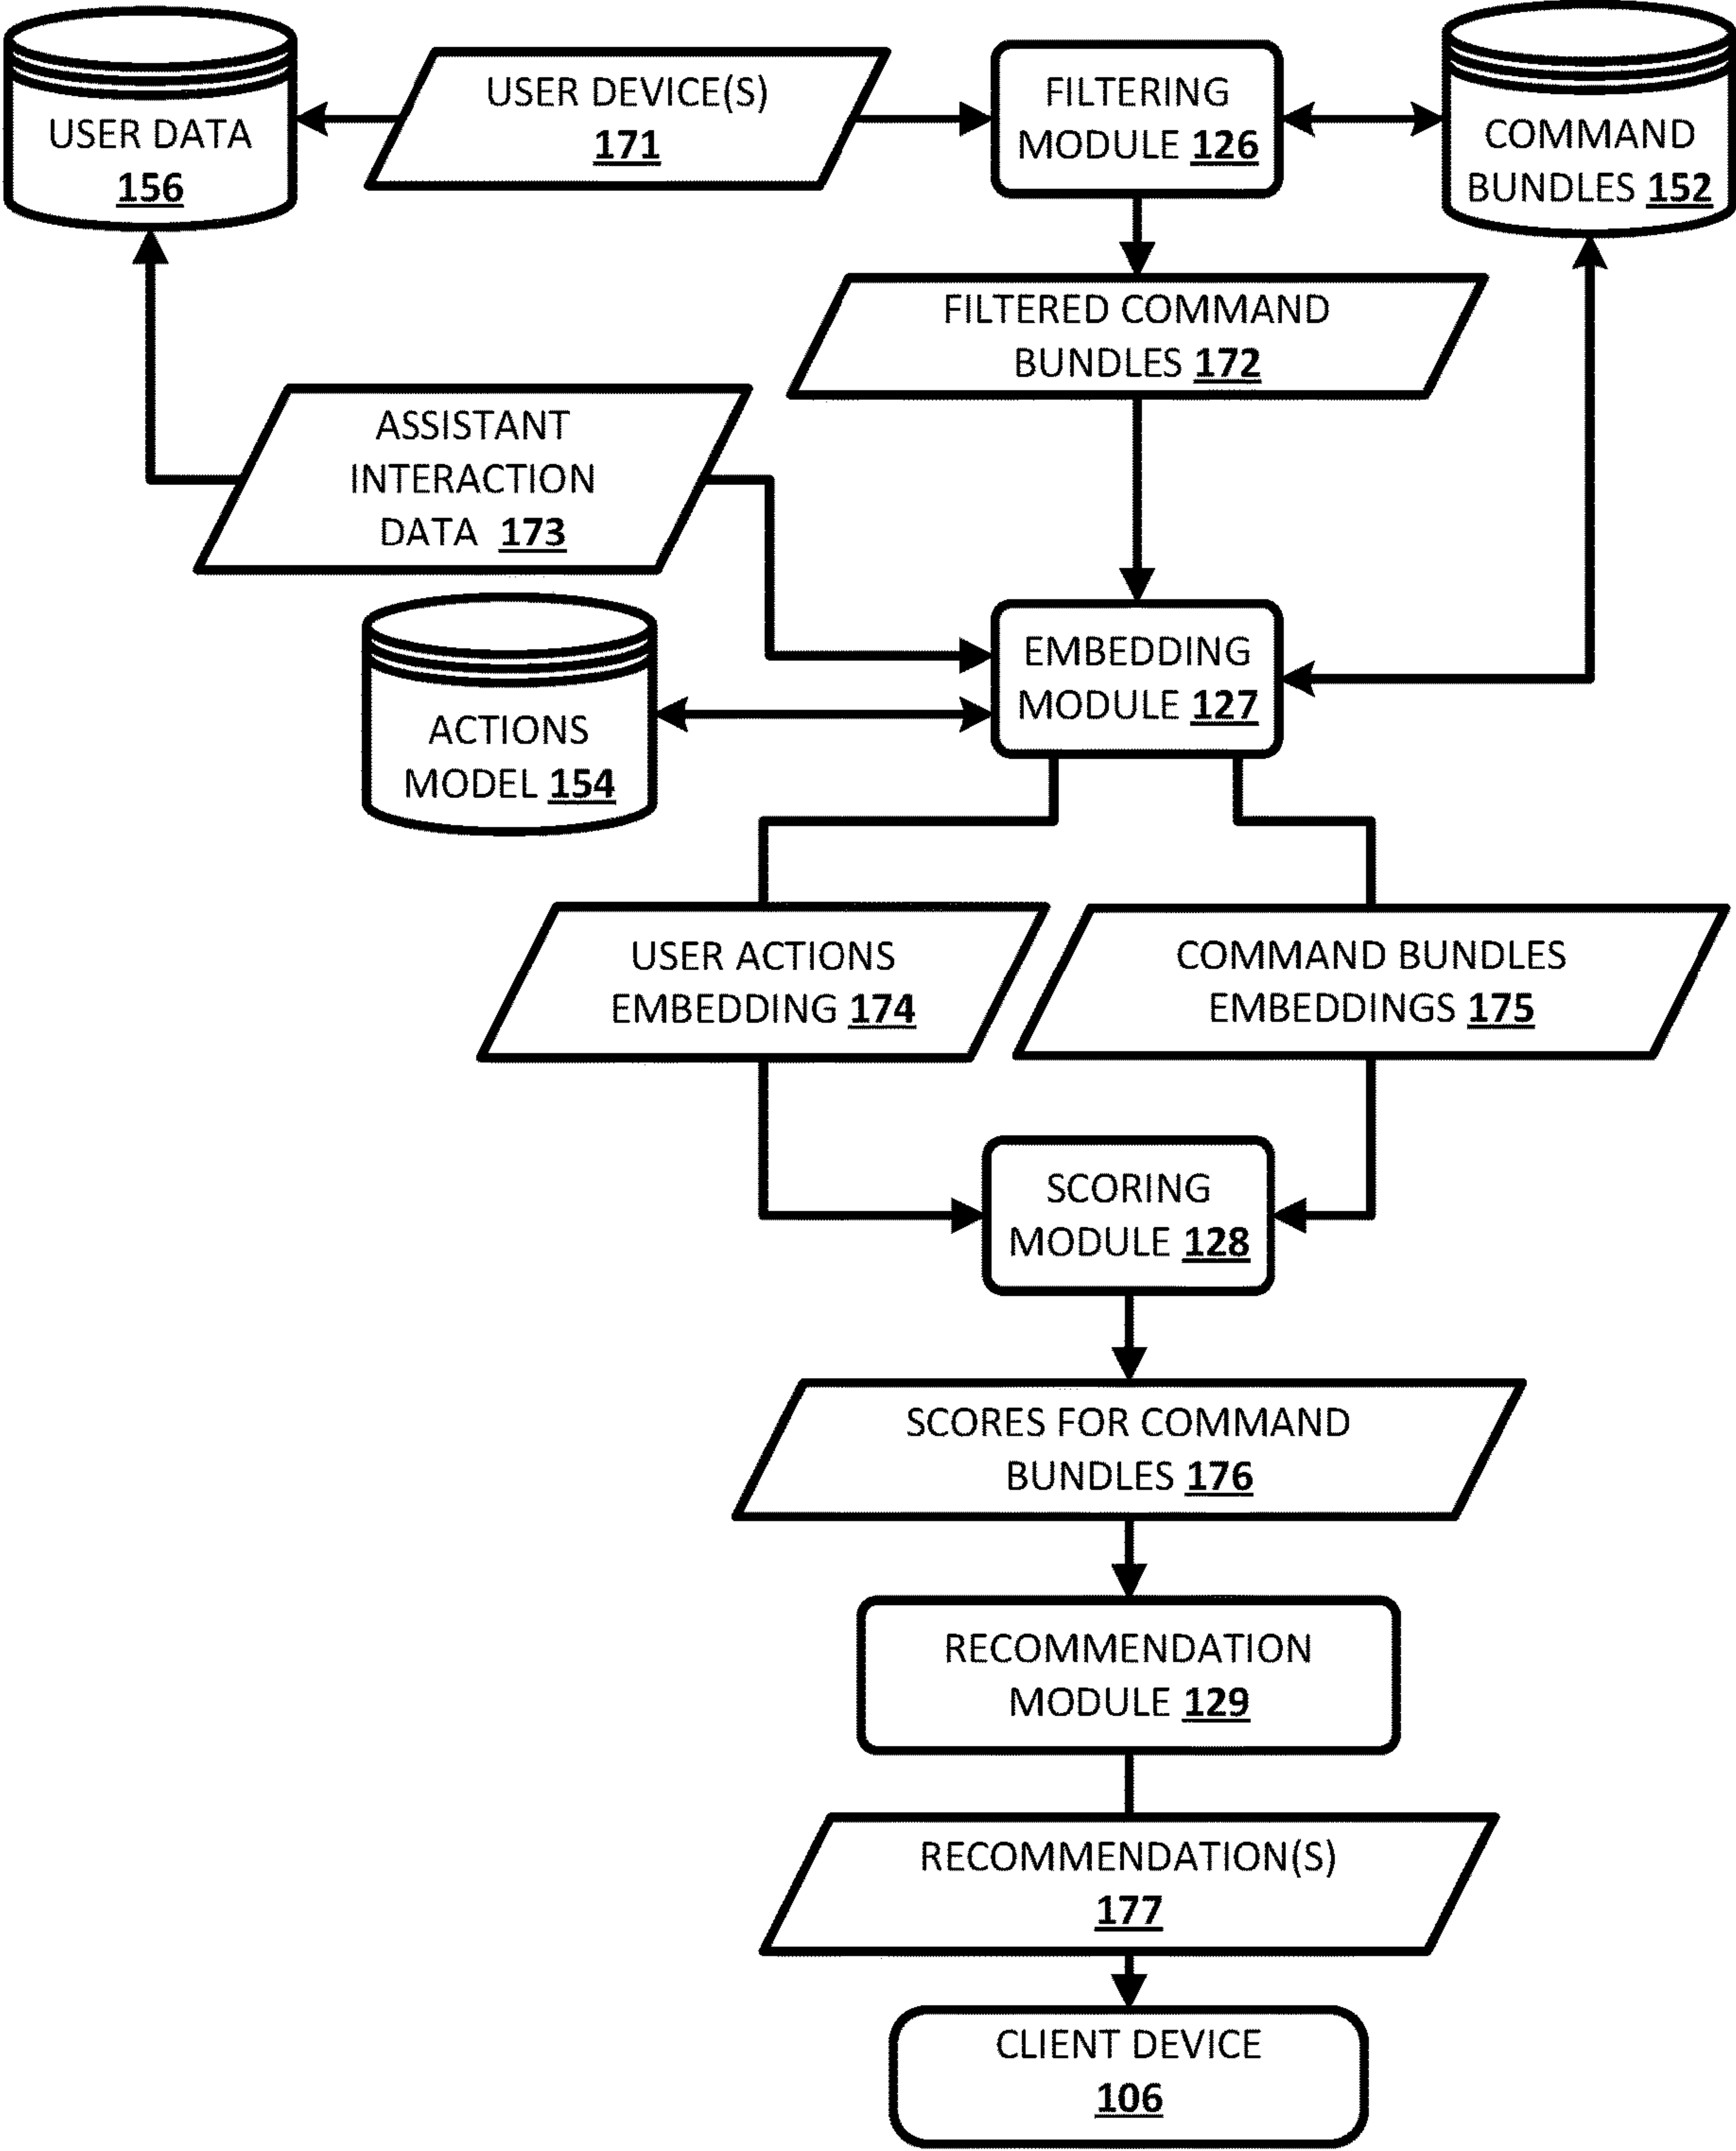 USER DATA
156
USER DEVICE(S)
171
FILTERING
MODULE 126
COMMAND
BUNDLES 152
FILTERED COMMAND
BUNDLES 172
ASSISTANT
INTERACTION
DATA 173
EMBEDDING
MODULE 127
ACTIONS
MODEL 154
USER ACTIONS
EMBEDDING 174
COMMAND BUNDLES
EMBEDDINGS 175
SCORING
MODULE 128
SCORES FOR COMMAND
BUNDLES 176
RECOMMENDATION
MODULE 129
RECOMMENDATION(S)
177
CLIENT DEVICE
106